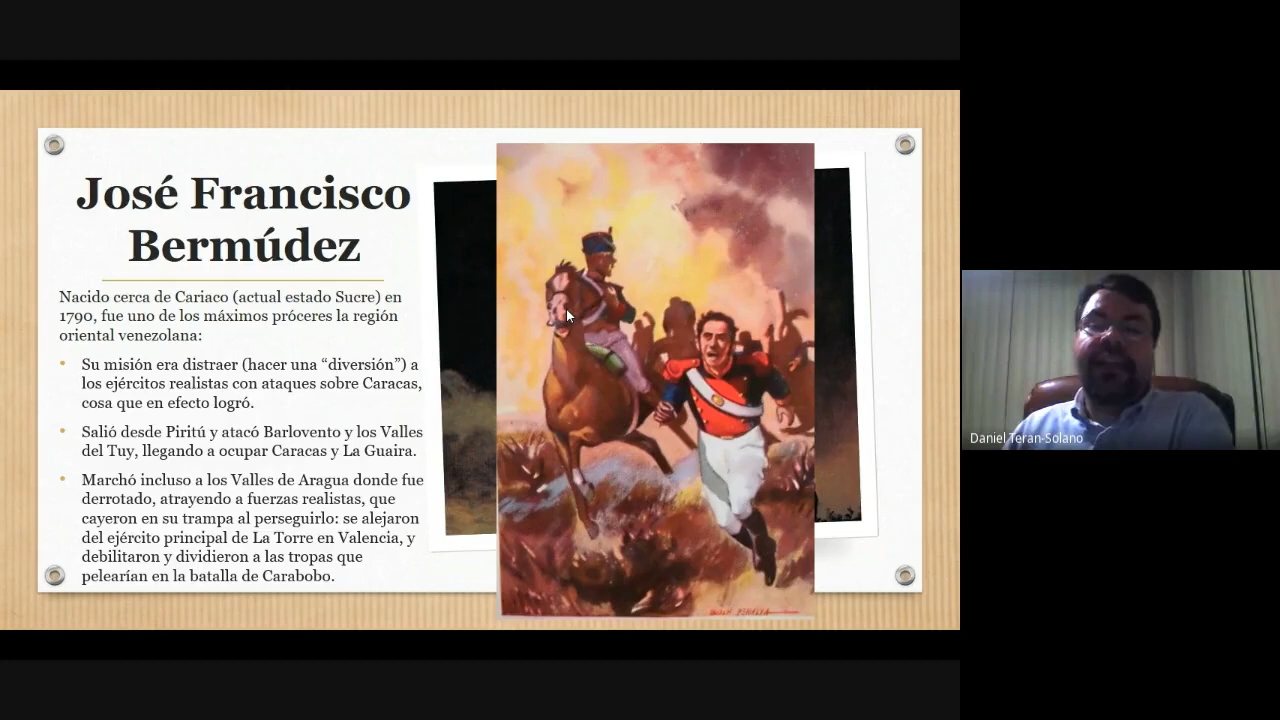 José Francisco
Bermúdez
Nacido cerca de Cariaco (actual estado Sucre) en
1790, fue uno de los máximos próceres la región
oriental venezolana:
• Su misión era distraer (hacer una “diversión”) a
los ejércitos realistas con ataques sobre Caracas,
cosa que en efecto logró.
• Salió desde Piritú y atacó Barlovento y los Valles
del Tuy, llegando a ocupar Caracas y La Guaira.
• Marchó incluso a los Valles de Aragua donde fue
derrotado, atrayendo a fuerzas realistas, que
cayeron en su trampa al perseguirlo: se alejaron
del ejército principal de La Torre en Valencia, y
debilitaron y dividieron a las tropas que
pelearían en la batalla de Carabobo.
Daniel Teran-Solano